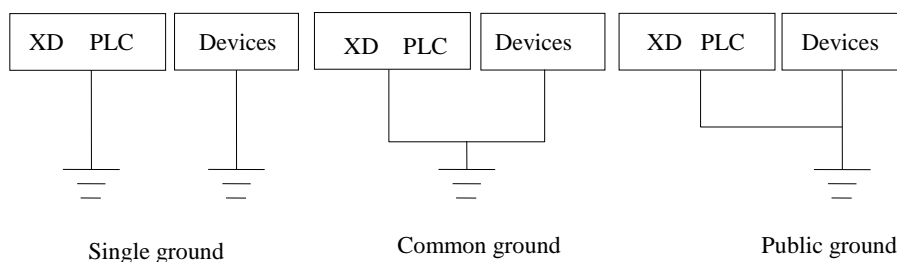 XD PLC
Devices
XD PLC
Devices
XD PLC
Devices
Single ground
Common ground
Public ground